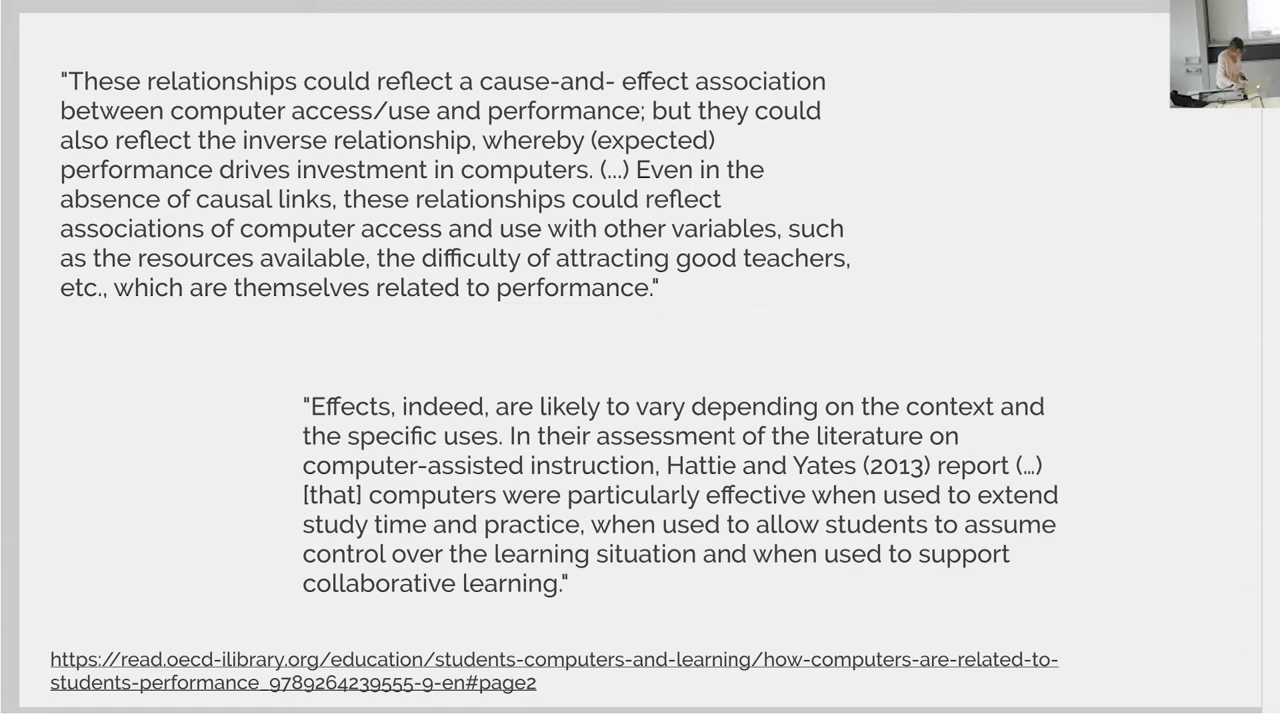 "These relationships could reflect a cause-and- effect association
between computer access/use and performance; but they could
also reflect the inverse relationship, whereby (expected)
performance drives investment in computers. (...) Even in the
absence of causal links, these relationships could reflect
associations of computer access and use with other variables, such
as the resources available, the difficulty of attracting good teachers,
etc., which are themselves related to performance."
"Effects, indeed, are likely to vary depending on the context and
the specific uses. In their assessment of the literature on
computer-assisted instruction, Hattie and Yates (2013) report (...)
[that] computers were particularly effective when used to extend
study time and practice, when used to allow students to assume
control over the learning situation and when used to support
collaborative learning."
https://read.oecd-ilibrary.org/education/students-computers-and-learning/how-computers-are-related-to-
students-performance_9789264239555-9-en#page2